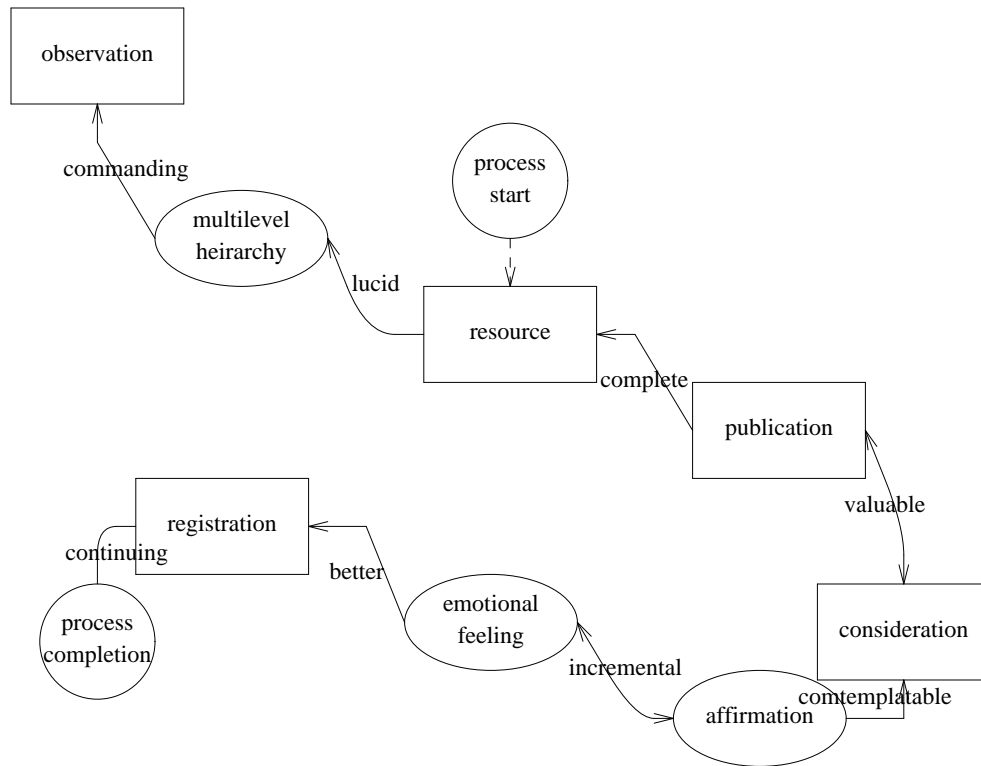 observation
commanding
process
start
multilevel
heirarchy
lucid
resource
complete
publication
valuable
registration
continuing
better
emotional
feeling
process
completion
consideration
incremental
affirmation
comtemplatable